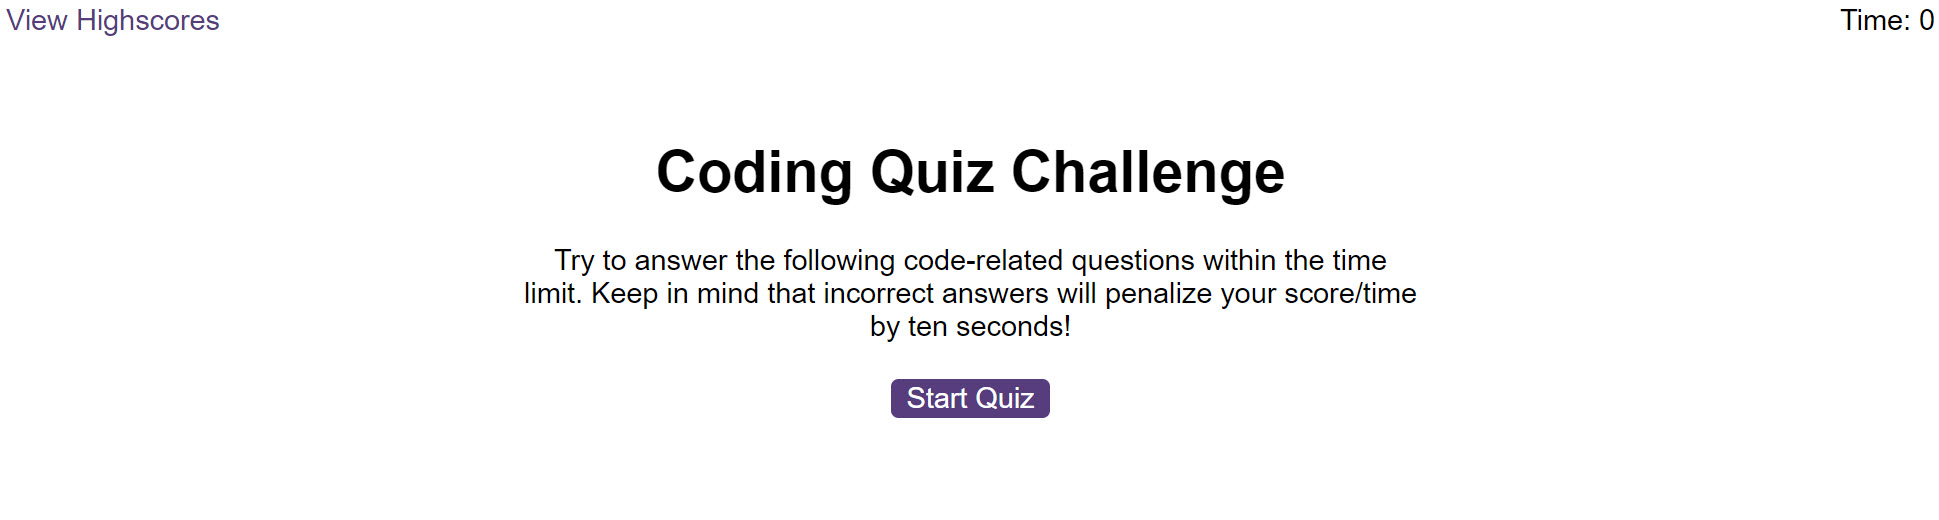 View Highscores
Time: 0
Coding Quiz Challenge
Try to answer the following code-related questions within the time
limit. Keep in mind that incorrect answers will penalize your score/time
by ten seconds!
Start Quiz